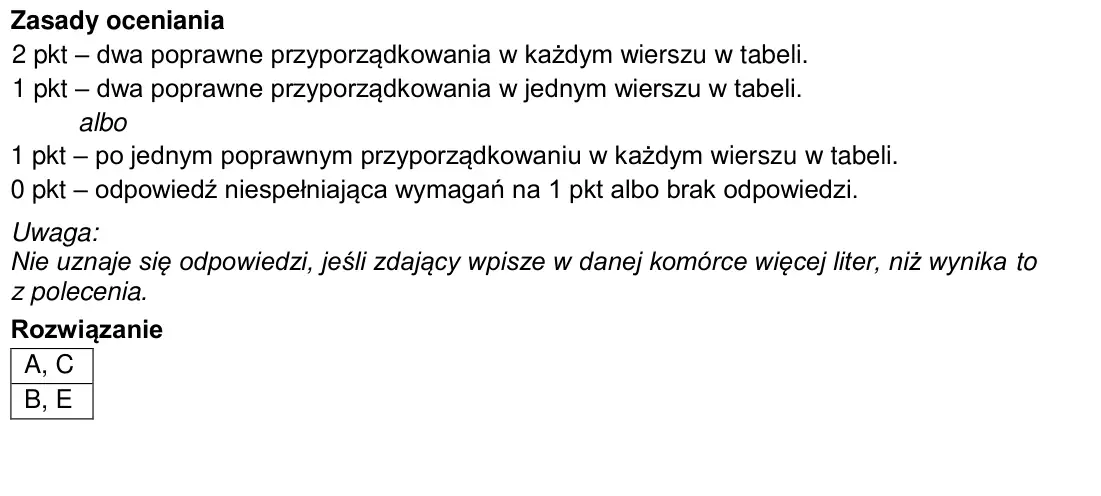 Zasady oceniania
2 pkt – dwa poprawne przyporządkowania w każdym wierszu w tabeli.
1 pkt – dwa poprawne przyporządkowania w jednym wierszu w tabeli.
albo
1 pkt – po jednym poprawnym przyporządkowaniu w każdym wierszu w tabeli.
0 pkt – odpowiedź niespełniająca wymagań na 1 pkt albo brak odpowiedzi.
Uwaga:
Nie uznaje się odpowiedzi, jeśli zdający wpisze w danej komórce więcej liter, niż wynika to
z polecenia.
Rozwiązanie
A, C
B, E